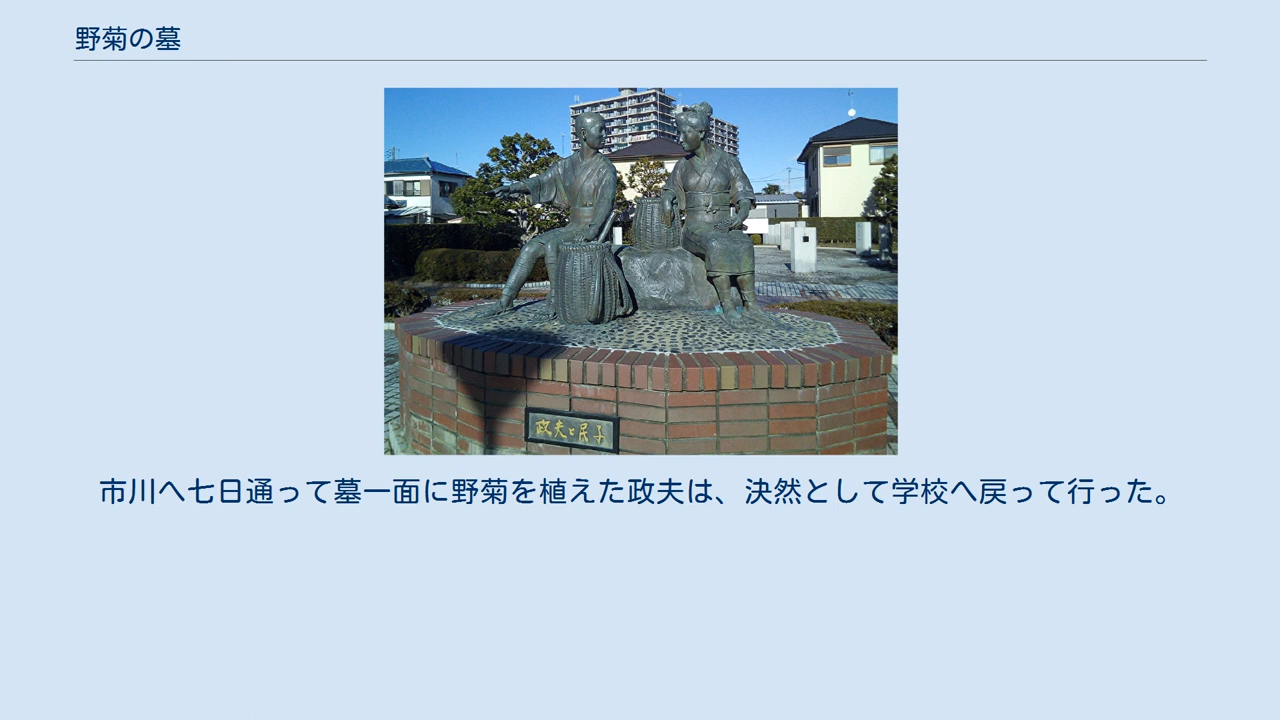 野菊の墓
政夫と民子
市川へ七日通って墓一面に野菊を植えた政夫は、決然として学校へ戻って行った。